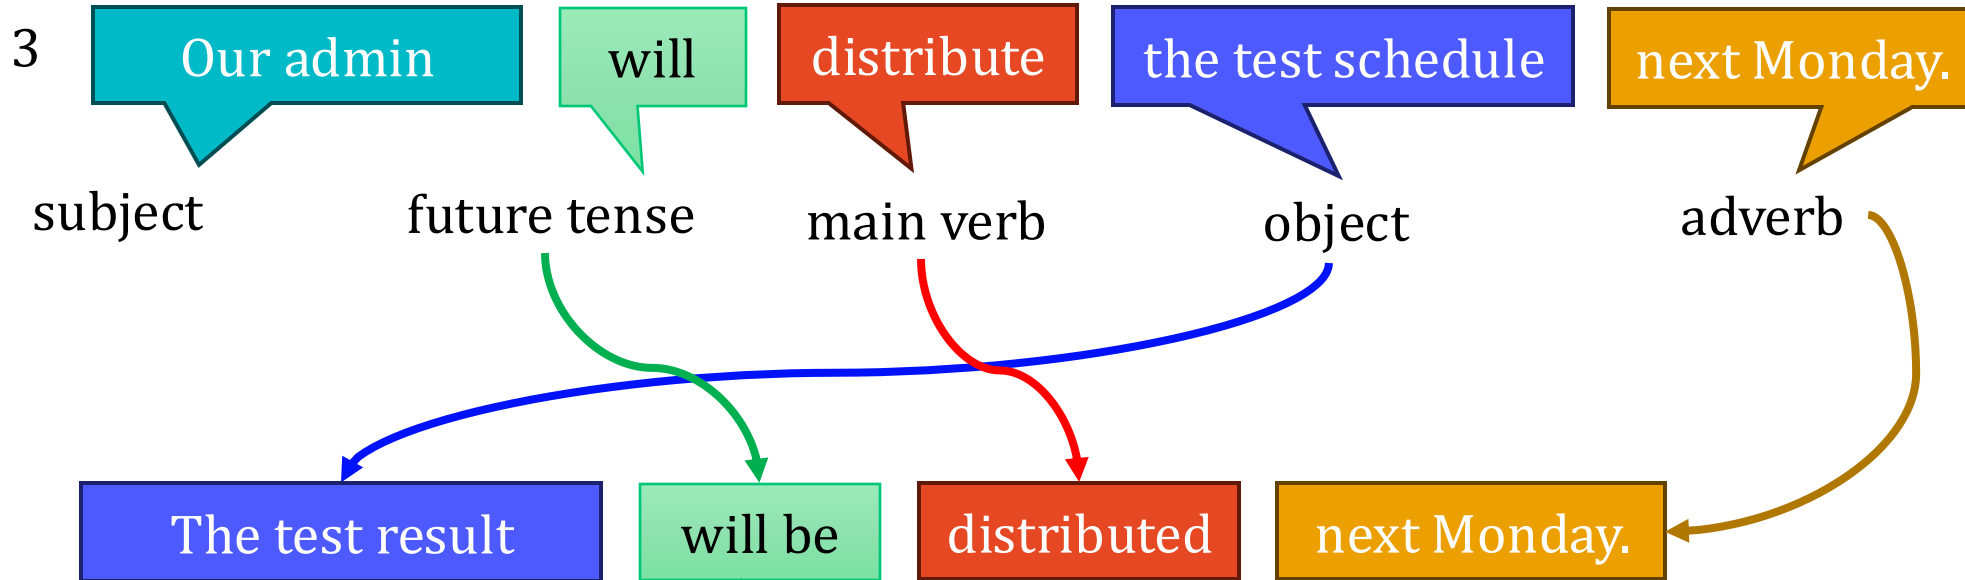 3 Our admin will distribute the test schedule next Monday.
subject future tense main verb object adverb
The test result will be distributed next Monday.